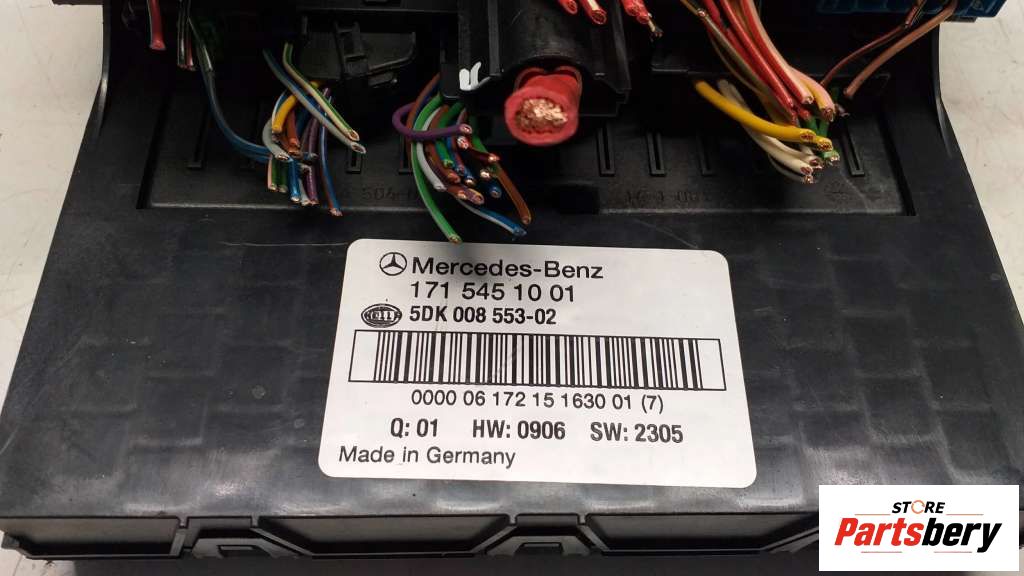 Mercedes-Benz
171 545 10 01
HELLA 5DK 008 553-02
0000 06 172 15 1630 01 (7)
Q: 01 HW: 0906 SW: 2305
Made in Germany
STORE
Partsbery